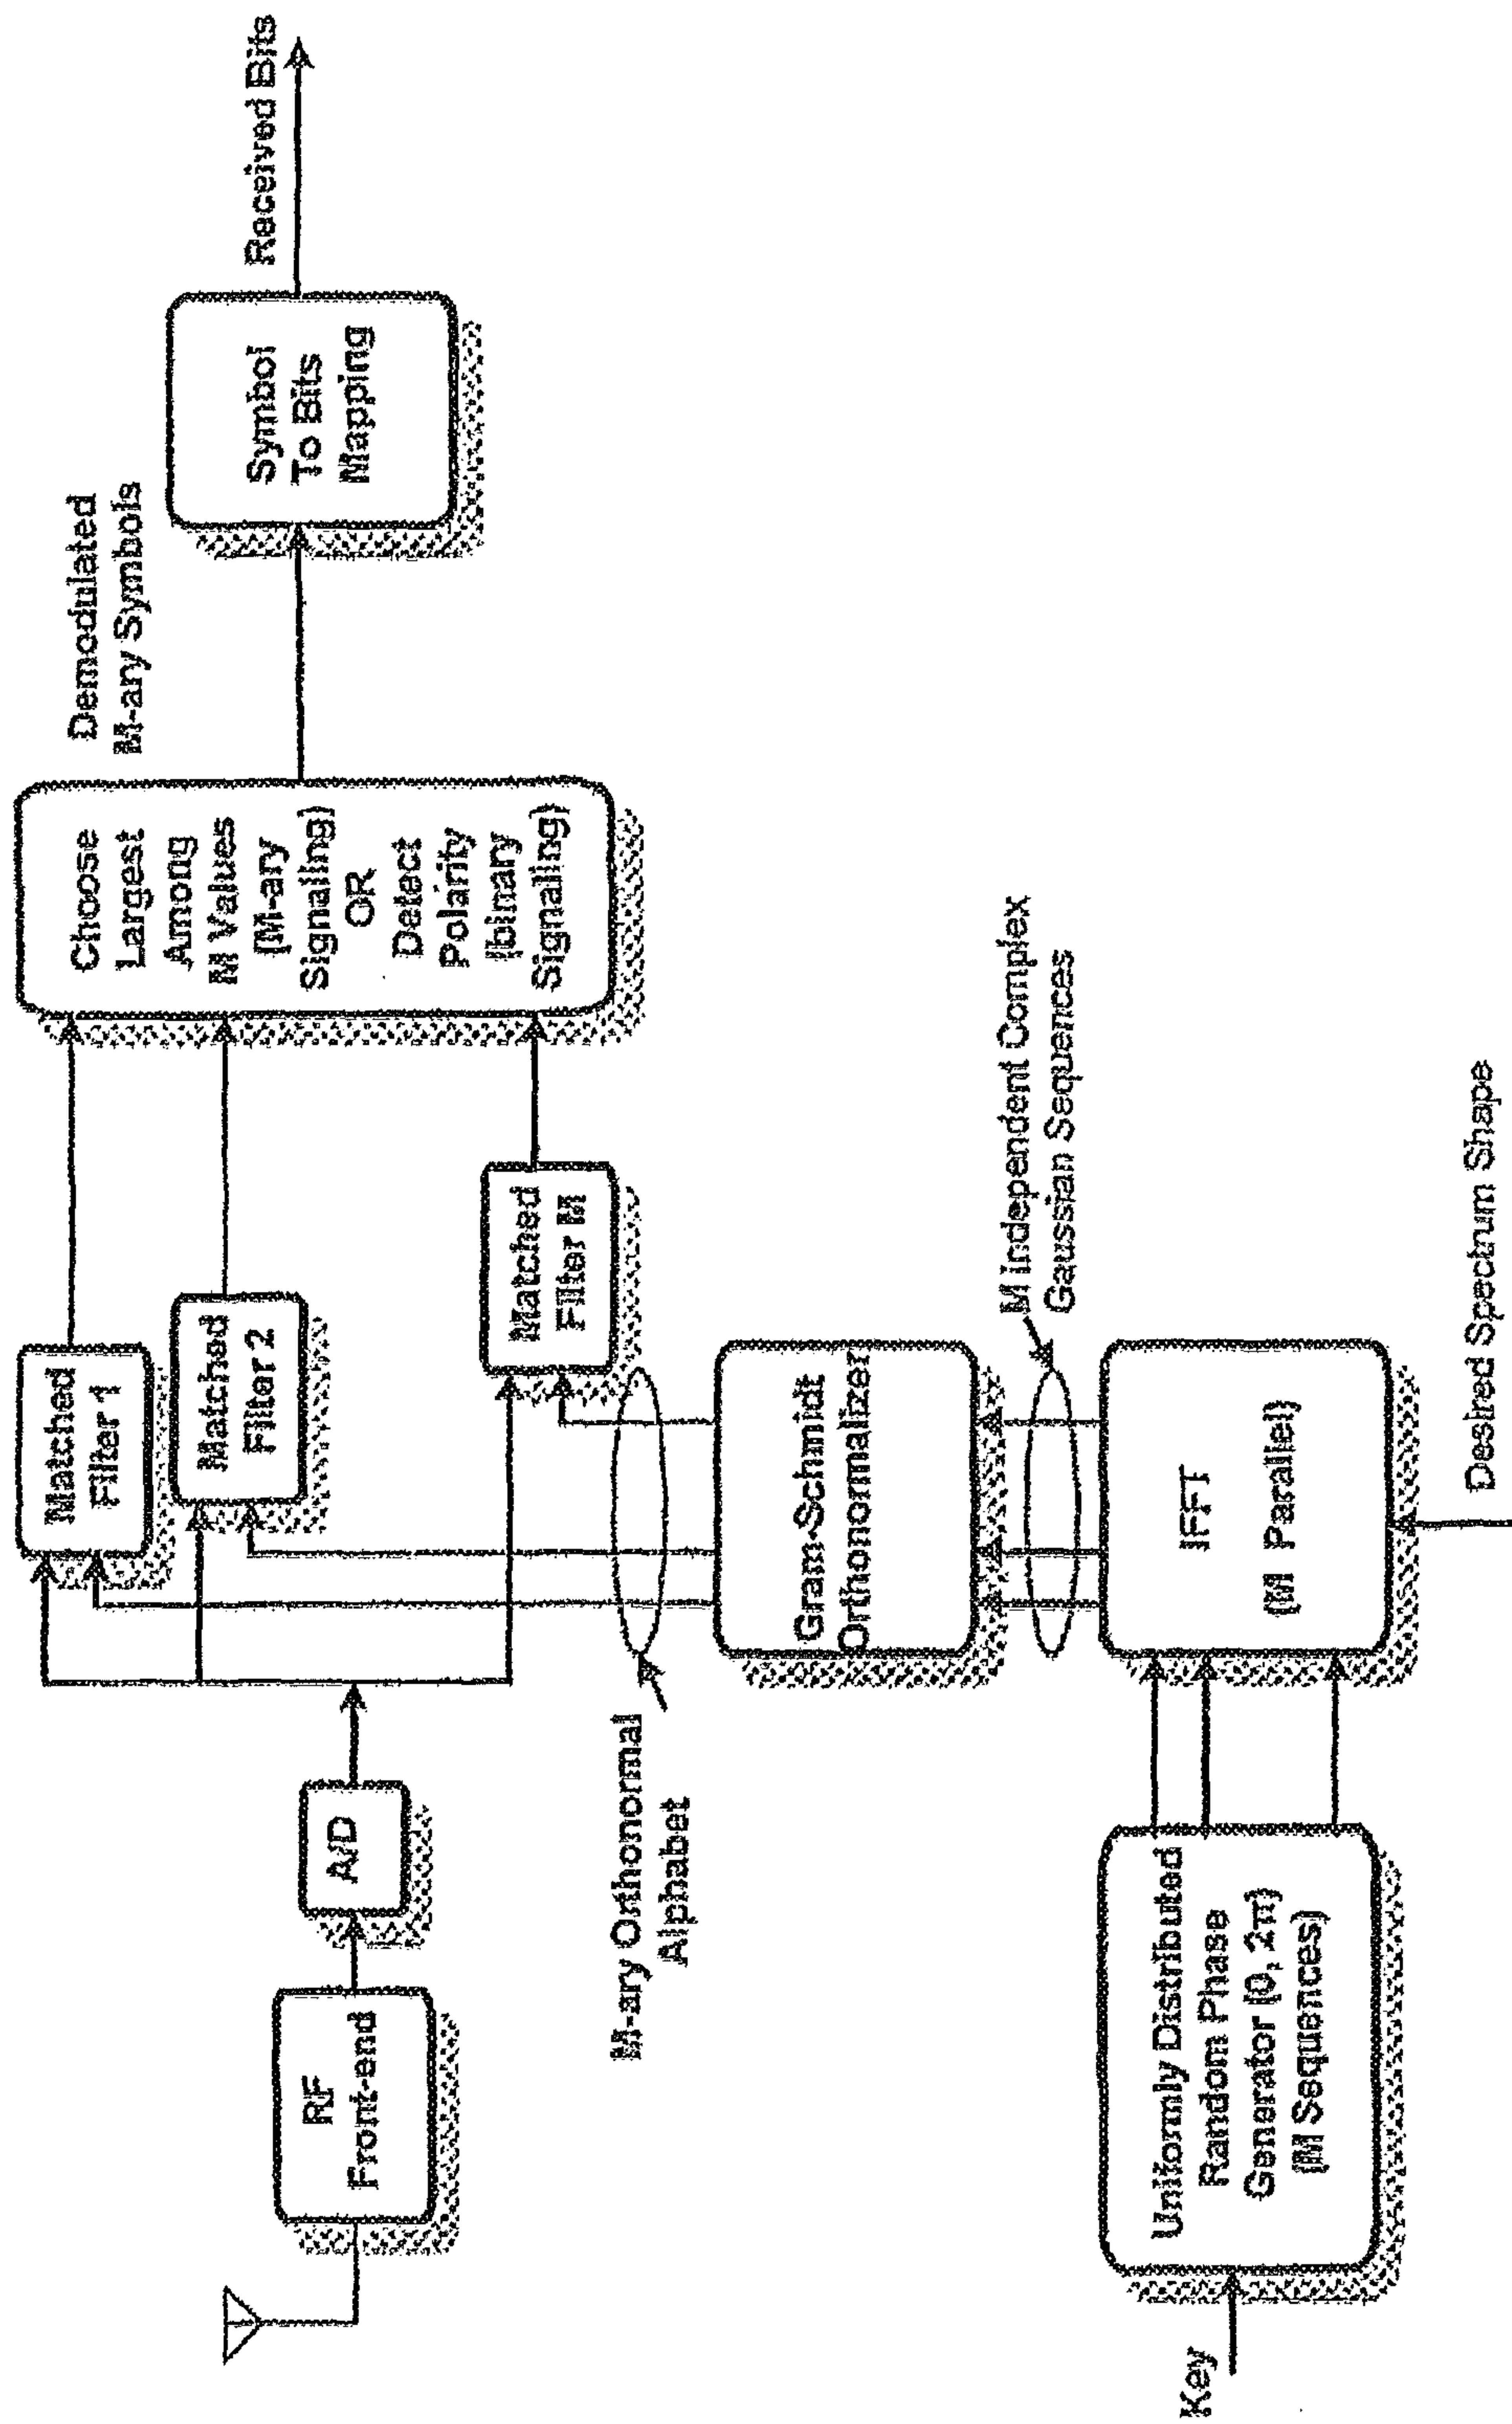 RF
Front-end
A/D
Matched
Filter 1
Matched
Filter 2
Matched
Filter M
Choose
Largest
Among
M Values
(M-ary
Signaling)
OR
Detect
Polarity
(binary
Signaling)
Demodulated
M-ary Symbols
Symbol
To Bits
Mapping
Received Bits
M-ary Orthonormal
Alphabet
Gram-Schmidt
Orthonormalizer
M Independent Complex
Gaussian Sequences
Key
Uniformly Distributed
Random Phase
Generator (0, 2π)
(M Sequences)
IFFT
(M Parallel)
Desired Spectrum Shape